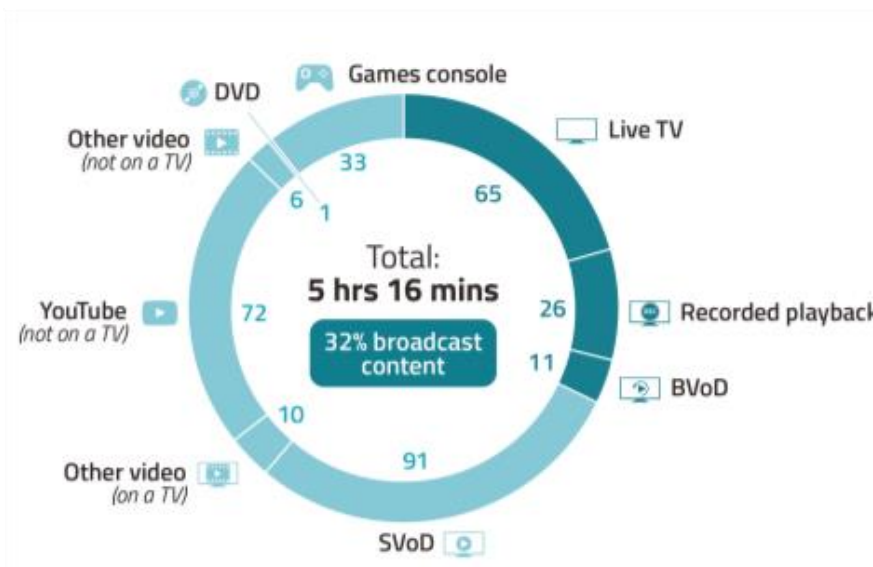 Games console
DVD
Other video
(not on a TV)
Live TV
33
6
1
65
Total:
5 hrs 16 mins
32% broadcast
content
YouTube
(not on a TV)
72
26
Recorded playback
11
BVoD
10
91
Other video
(on a TV)
SVoD